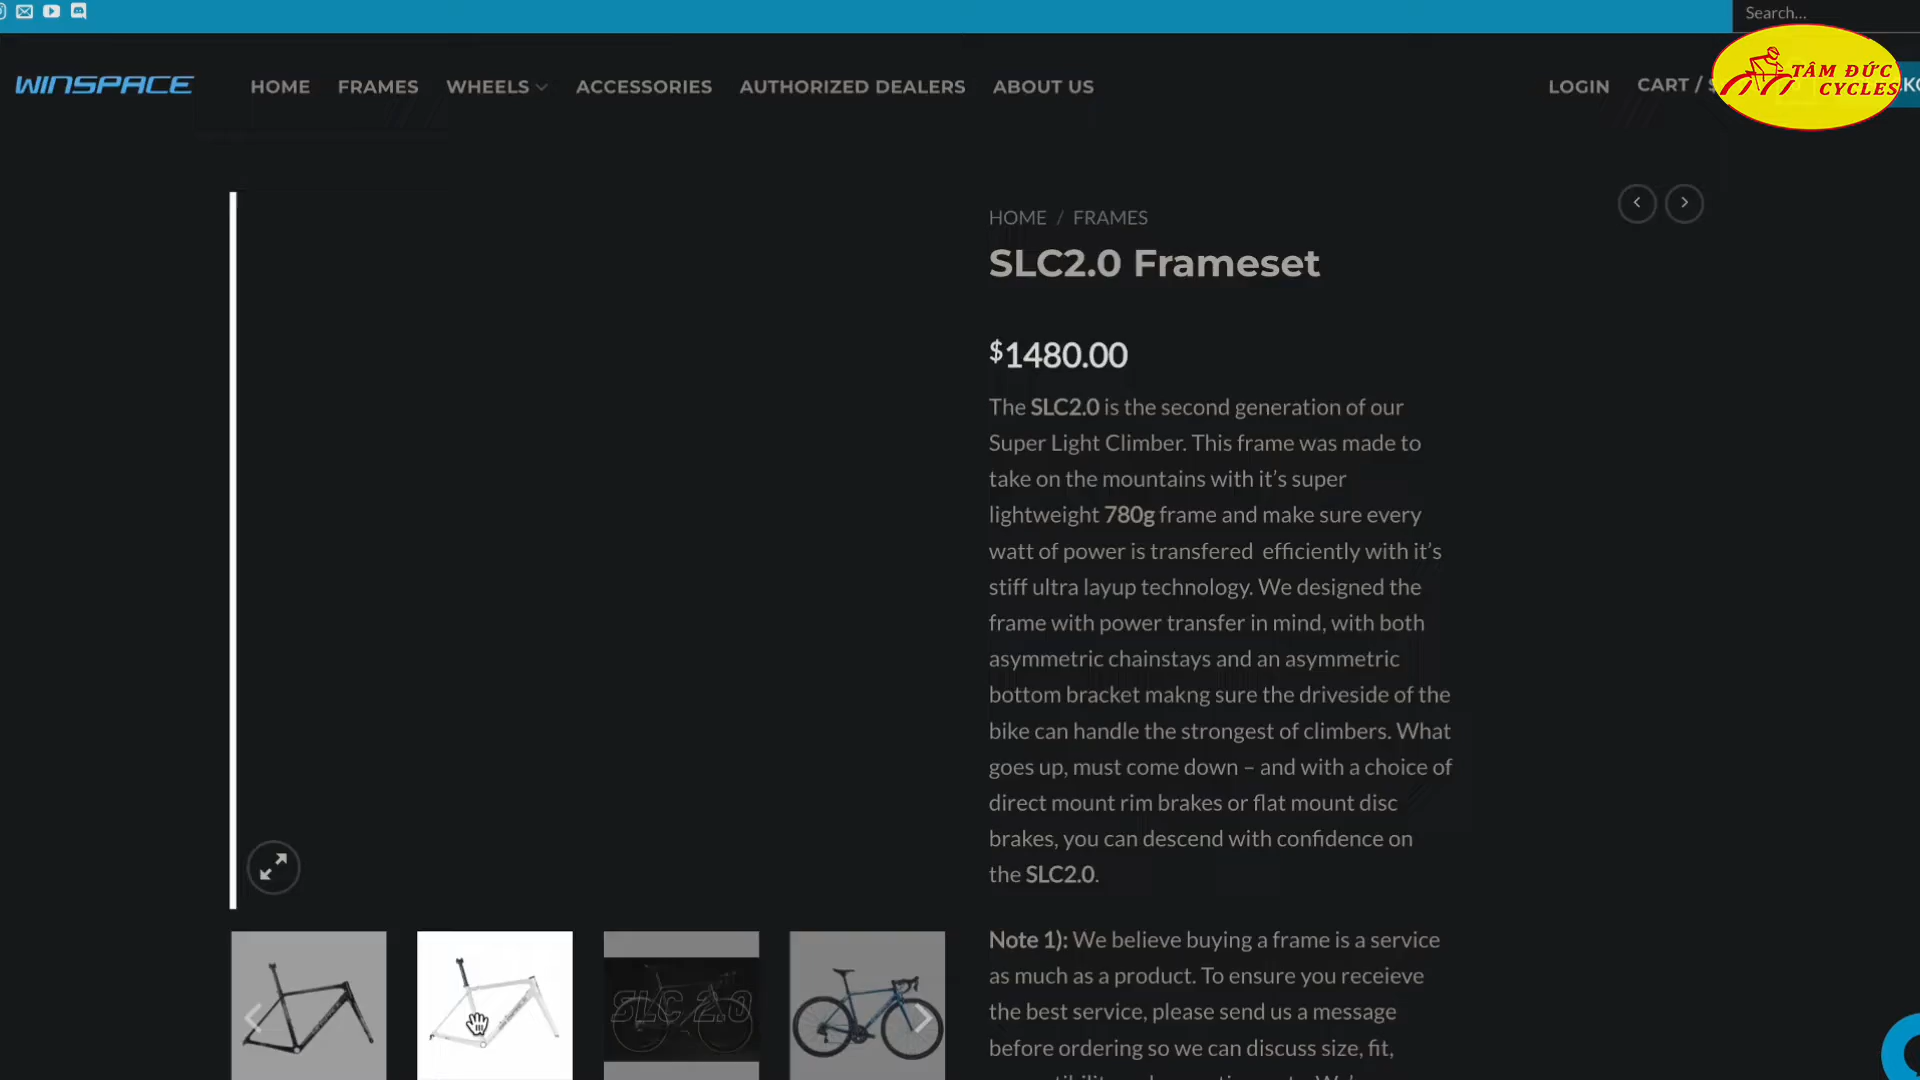 Search...
WINSPACE
HOME
FRAMES
WHEELS
ACCESSORIES
AUTHORIZED DEALERS
ABOUT US
LOGIN
CART /
TÂM ĐỨC
CYCLES
HOME / FRAMES
SLC2.0 Frameset
$1480.00
The SLC2.0 is the second generation of our
Super Light Climber. This frame was made to
take on the mountains with it’s super
lightweight 780g frame and make sure every
watt of power is transfered efficiently with it’s
stiff ultra layup technology. We designed the
frame with power transfer in mind, with both
asymmetric chainstays and an asymmetric
bottom bracket makng sure the driveside of the
bike can handle the strongest of climbers. What
goes up, must come down – and with a choice of
direct mount rim brakes or flat mount disc
brakes, you can descend with confidence on
the SLC2.0.
Note 1): We believe buying a frame is a service
as much as a product. To ensure you receieve
the best service, please send us a message
before ordering so we can discuss size, fit,
SLC 2.0